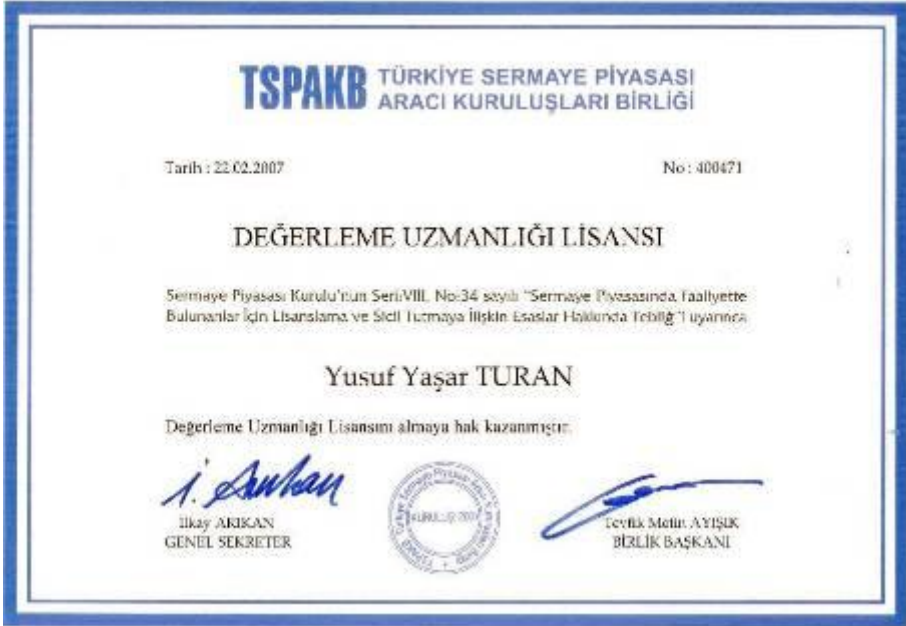 TSPAKB TÜRKİYE SERMAYE PİYASASI
ARACI KURULUŞLARI BİRLİĞİ
Tarih : 22.02.2007
No : 400471
DEĞERLEME UZMANLIĞI LİSANSI
Sermaye Piyasası Kurulu'nun Seri:VIII, No:34 sayılı "Sermaye Piyasasında Faaliyette
Bulunanlar İçin Lisanslama ve Sicil Tutmaya İlişkin Esaslar Hakkında Tebliğ"i uyarınca
Yusuf Yaşar TURAN
Değerleme Uzmanlığı Lisansını almaya hak kazanmıştır.
İlkay ARIKAN
GENEL SEKRETER
Tevfik Metin AYIŞIK
BİRLİK BAŞKANI